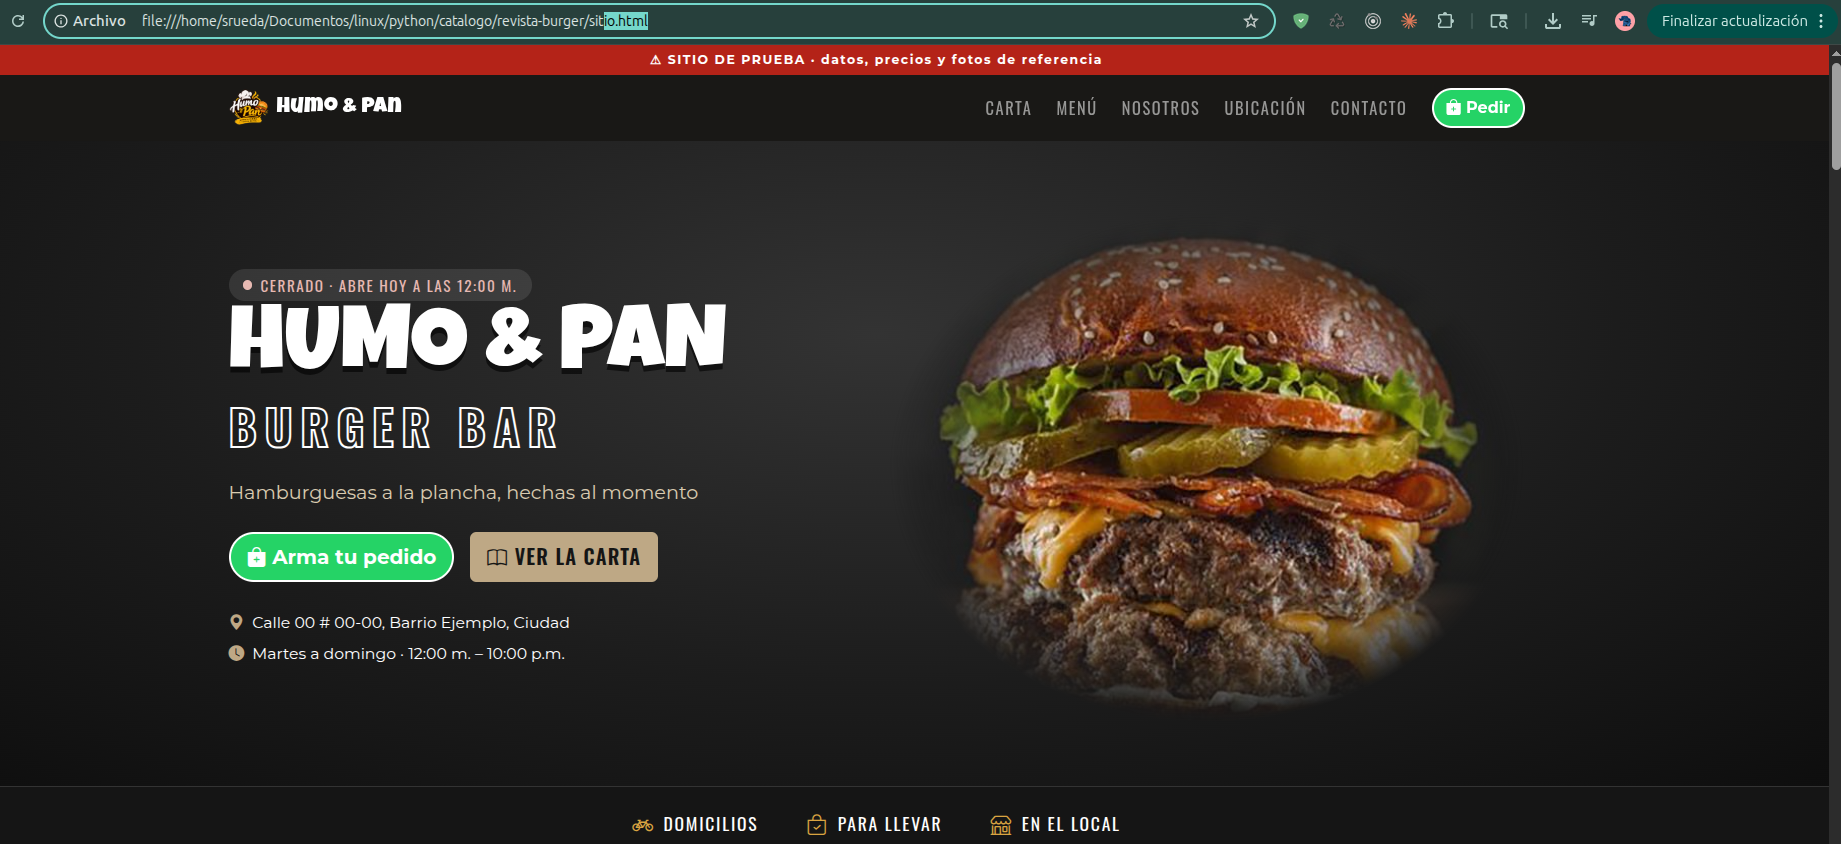 Archivo file:///home/srueda/Documentos/linux/python/catalogo/revista-burger/sitio.html Finalizar actualización
⚠ SITIO DE PRUEBA · datos, precios y fotos de referencia
Humo Pan HUMO & PAN CARTA MENÚ NOSOTROS UBICACIÓN CONTACTO Pedir
CERRADO · ABRE HOY A LAS 12:00 M.
HUMO & PAN
BURGER BAR
Hamburguesas a la plancha, hechas al momento
Arma tu pedido VER LA CARTA
Calle 00 # 00-00, Barrio Ejemplo, Ciudad
Martes a domingo · 12:00 m. – 10:00 p.m.
DOMICILIOS PARA LLEVAR EN EL LOCAL